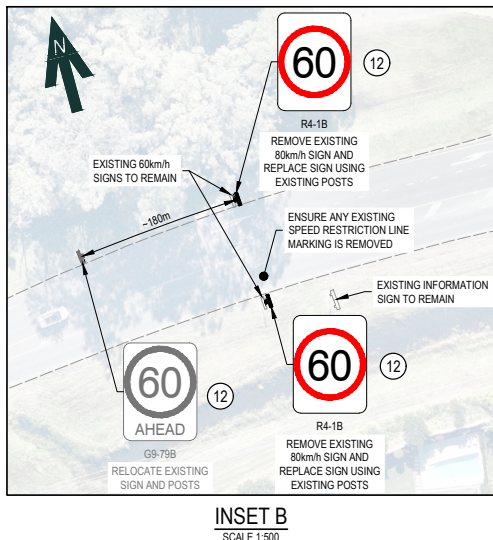 N
60
12
R4-1B
REMOVE EXISTING
80km/h SIGN AND
REPLACE SIGN USING
EXISTING POSTS
EXISTING 60km/h
SIGNS TO REMAIN
~180m
ENSURE ANY EXISTING
SPEED RESTRICTION LINE
MARKING IS REMOVED
EXISTING INFORMATION
SIGN TO REMAIN
60
AHEAD
12
G9-79B
RELOCATE EXISTING
SIGN AND POSTS
60
12
R4-1B
REMOVE EXISTING
80km/h SIGN AND
REPLACE SIGN USING
EXISTING POSTS
INSET B
SCALE 1:500